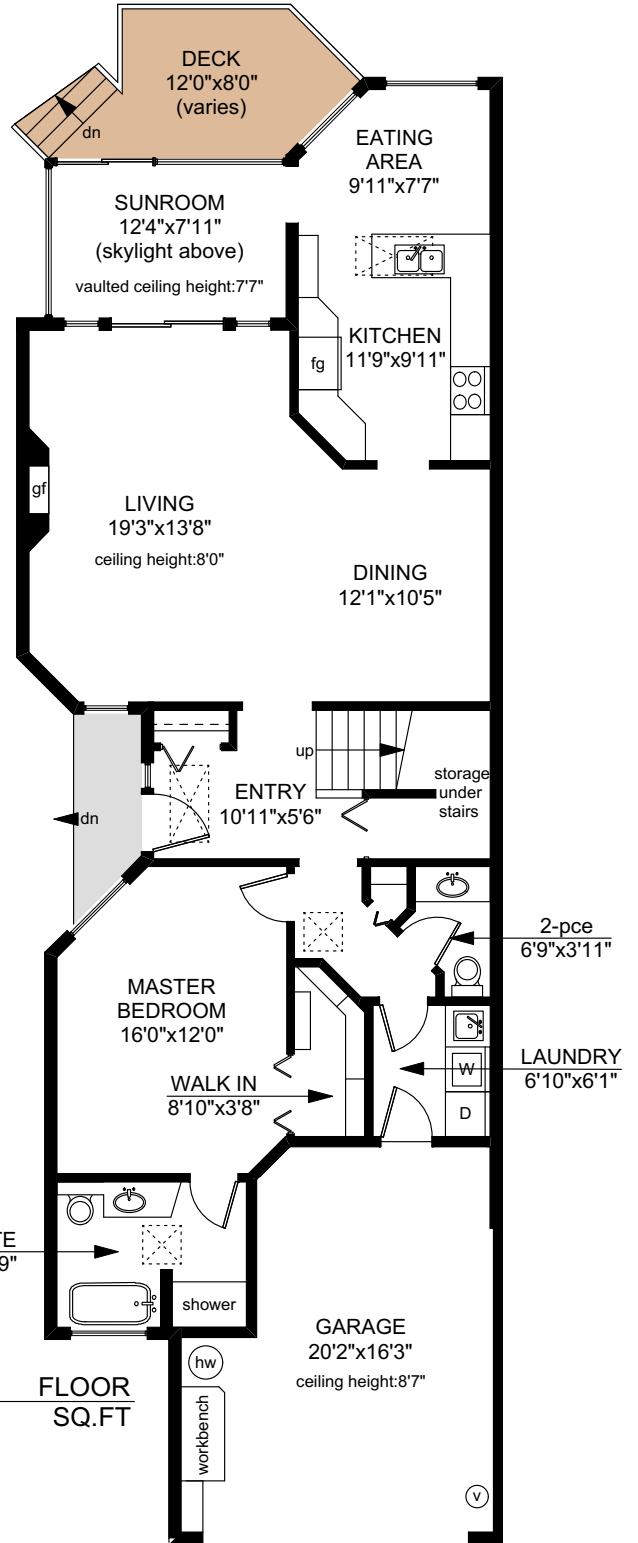 DECK
12'0"x8'0"
(varies)
dn
EATING
AREA
9'11"x7'7"
SUNROOM
12'4"x7'11"
(skylight above)
vaulted ceiling height:7'7"
KITCHEN
11'9"x9'11"
fg
gf
LIVING
19'3"x13'8"
ceiling height:8'0"
DINING
12'1"x10'5"
up
storage
under
stairs
ENTRY
10'11"x5'6"
dn
2-pce
6'9"x3'11"
MASTER
BEDROOM
16'0"x12'0"
WALK IN
8'10"x3'8"
LAUNDRY
6'10"x6'1"
W
D
TE
9"
shower
GARAGE
20'2"x16'3"
ceiling height:8'7"
hw
workbench
FLOOR
SQ.FT
v